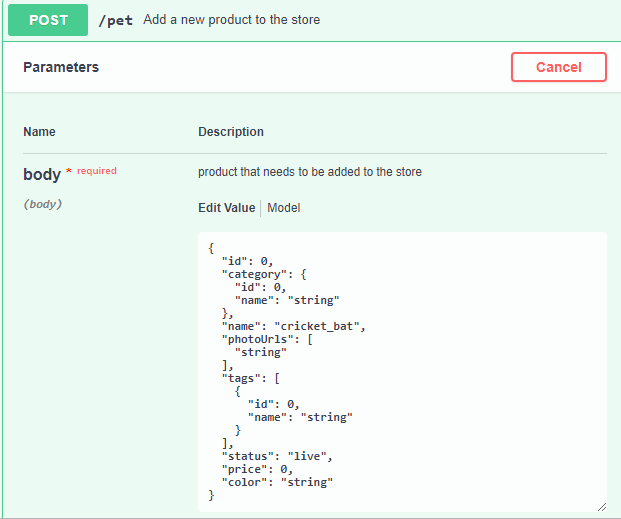 POST /pet Add a new product to the store
Parameters Cancel
Name Description
body * required product that needs to be added to the store
(body) Edit Value Model
{
  "id": 0,
  "category": {
    "id": 0,
    "name": "string"
  },
  "name": "cricket_bat",
  "photoUrls": [
    "string"
  ],
  "tags": [
    {
      "id": 0,
      "name": "string"
    }
  ],
  "status": "live",
  "price": 0,
  "color": "string"
}